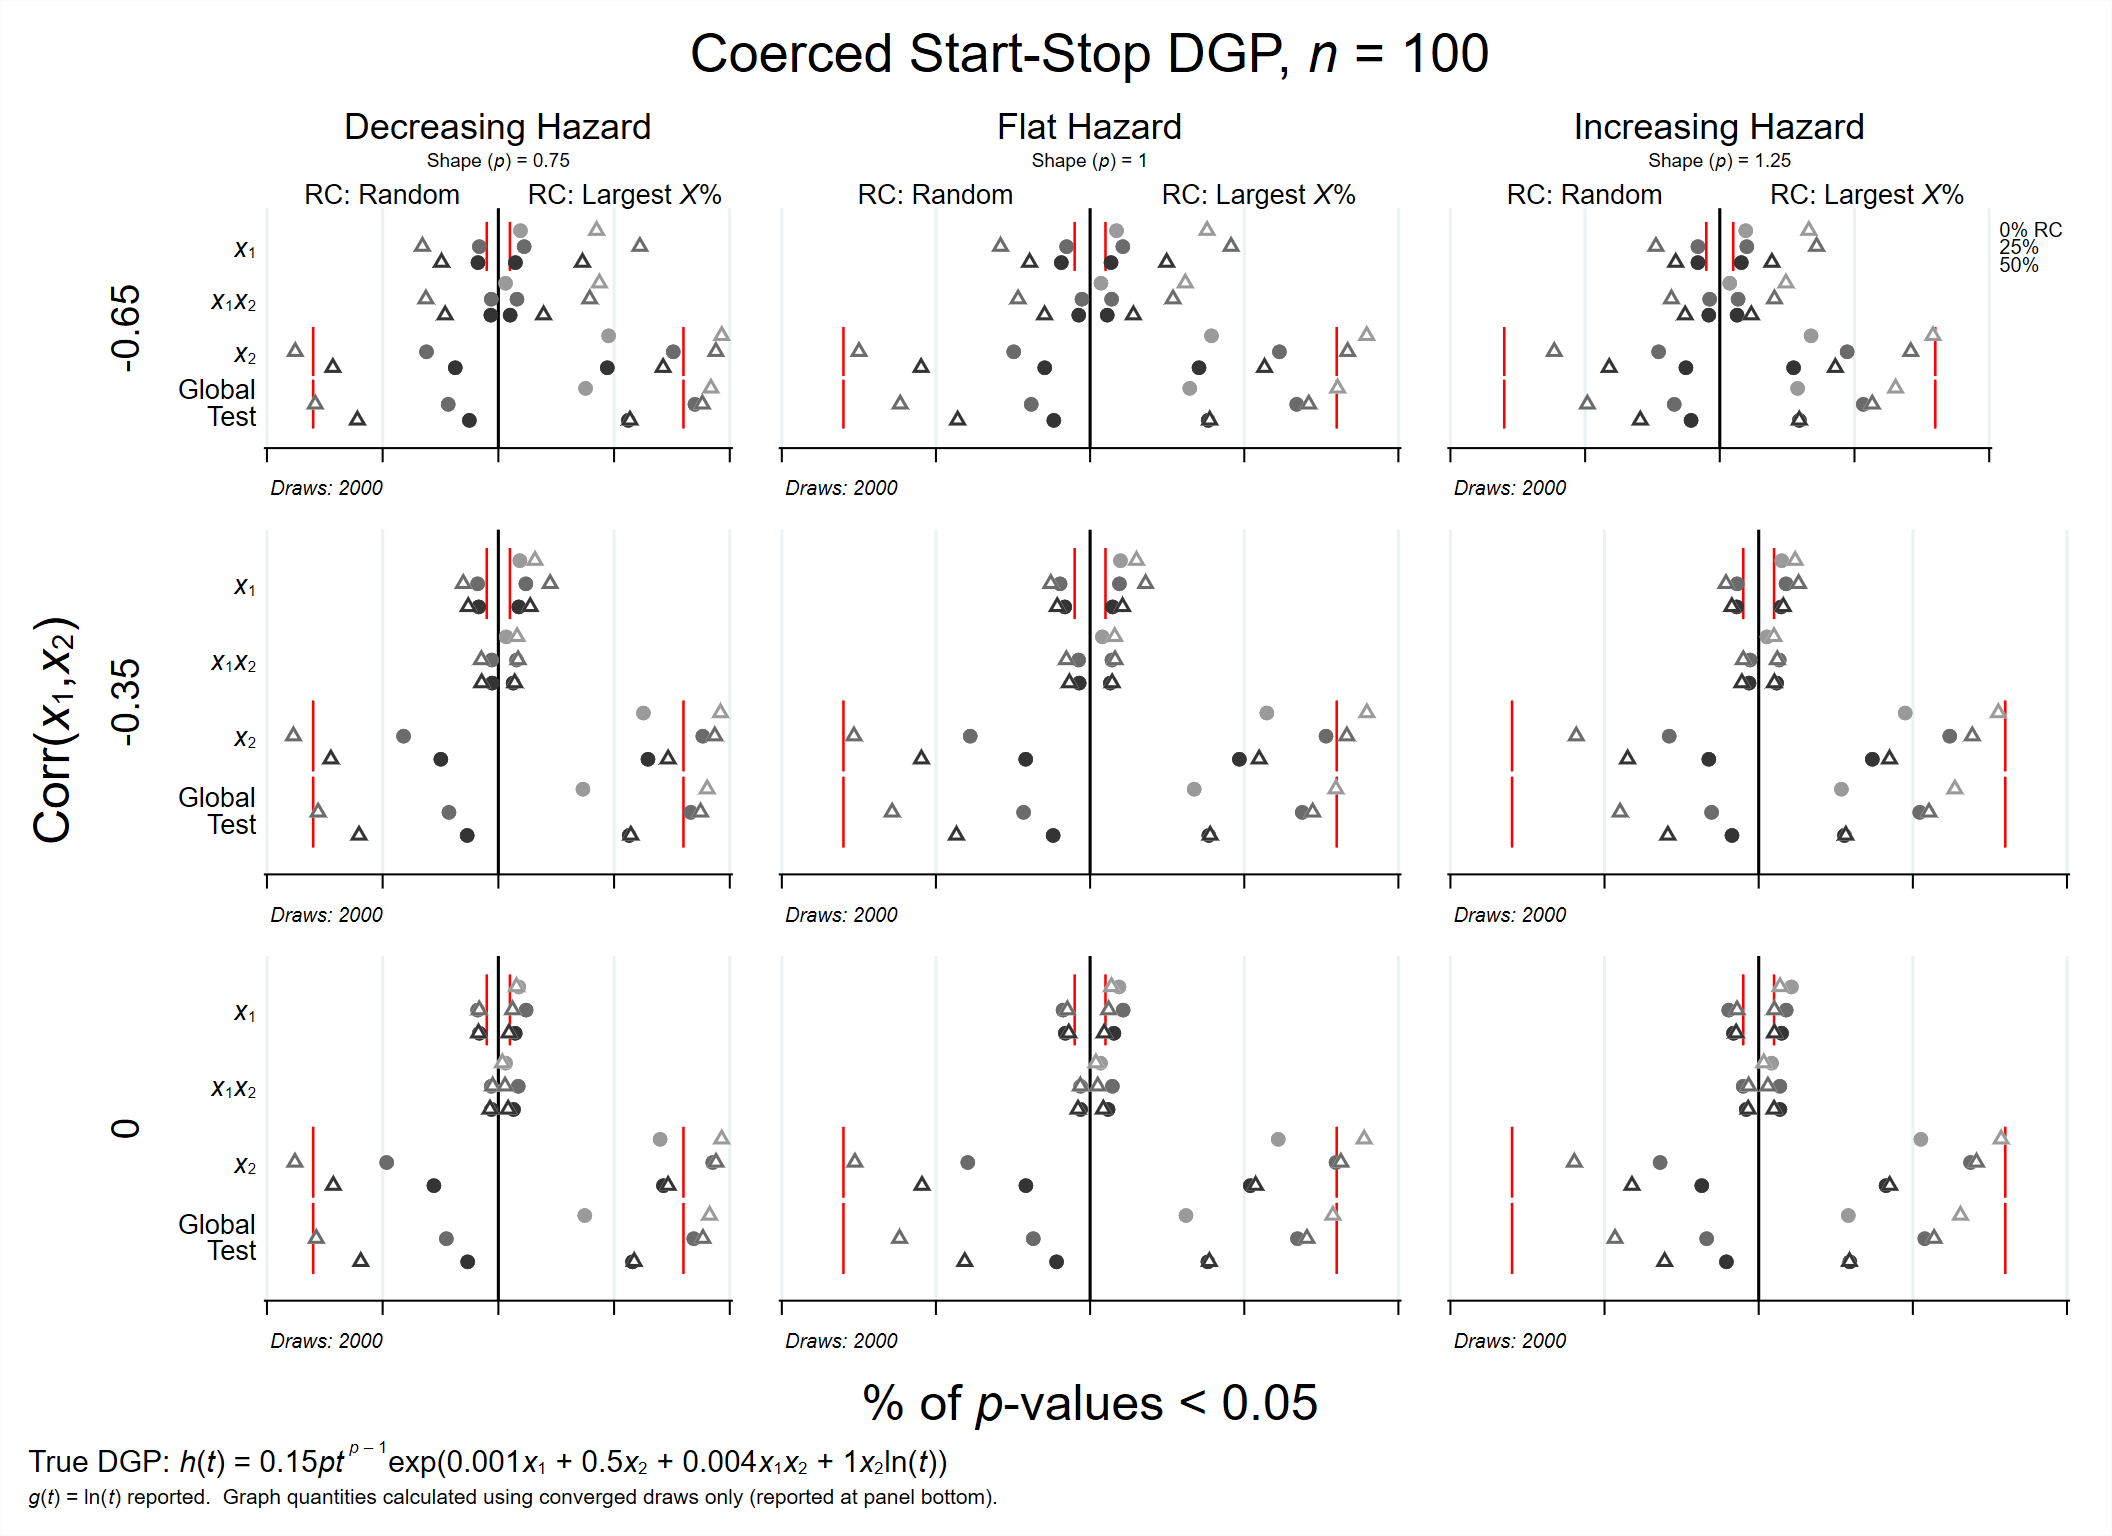 Coerced Start-Stop DGP, n = 100
Decreasing Hazard
Shape (p) = 0.75
RC: Random
RC: Largest X%
Flat Hazard
Shape (p) = 1
RC: Random
RC: Largest X%
Increasing Hazard
Shape (p) = 1.25
RC: Random
RC: Largest X%
0% RC
25%
50%
Corr(x₁,x₂)
-0.65
x₁
x₁x₂
x₂
Global
Test
Draws: 2000
Draws: 2000
Draws: 2000
-0.35
x₁
x₁x₂
x₂
Global
Test
Draws: 2000
Draws: 2000
Draws: 2000
0
x₁
x₁x₂
x₂
Global
Test
Draws: 2000
Draws: 2000
Draws: 2000
% of p-values < 0.05
True DGP: h(t) = 0.15pt^{p – 1} exp(0.001x₁ + 0.5x₂ + 0.004x₁x₂ + 1x₂ln(t))
g(t) = ln(t) reported. Graph quantities calculated using converged draws only (reported at panel bottom).